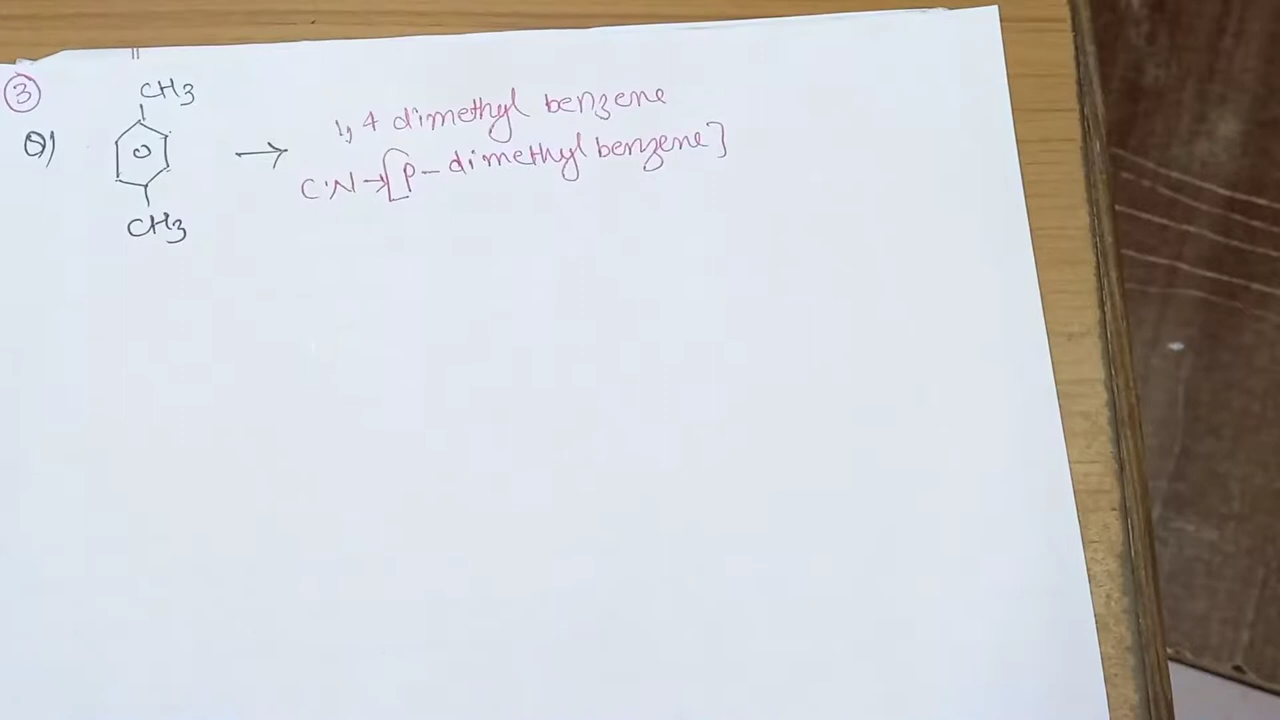 ③
Q)
CH3
CH3
→ 1,4 dimethyl benzene
C.N→[P-dimethyl benzene]